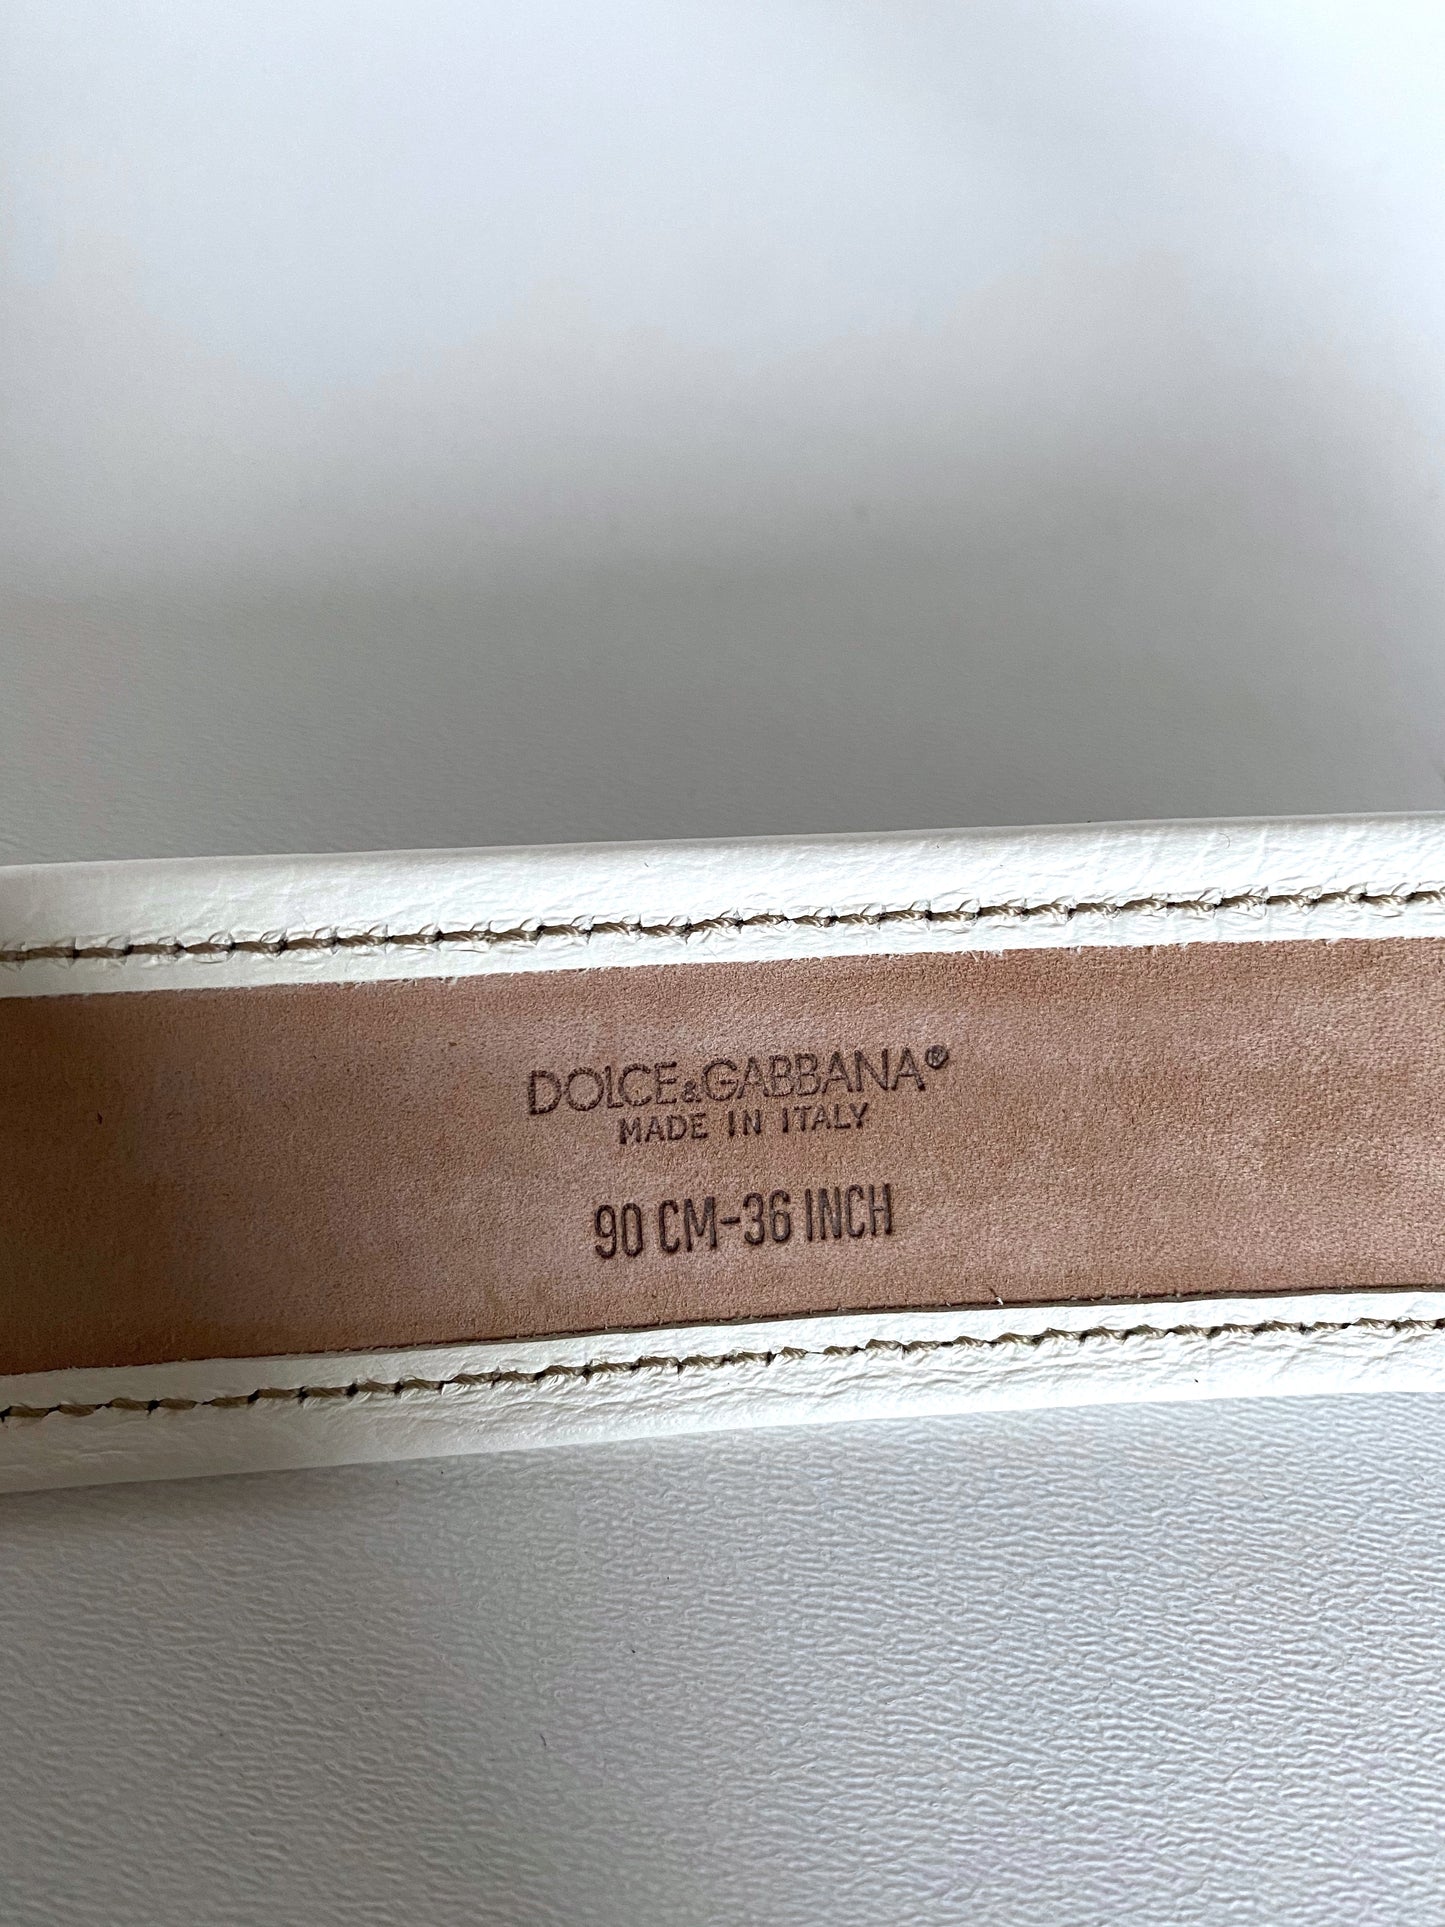 DOLCE&GABBANA®
MADE IN ITALY
90 CM-36 INCH